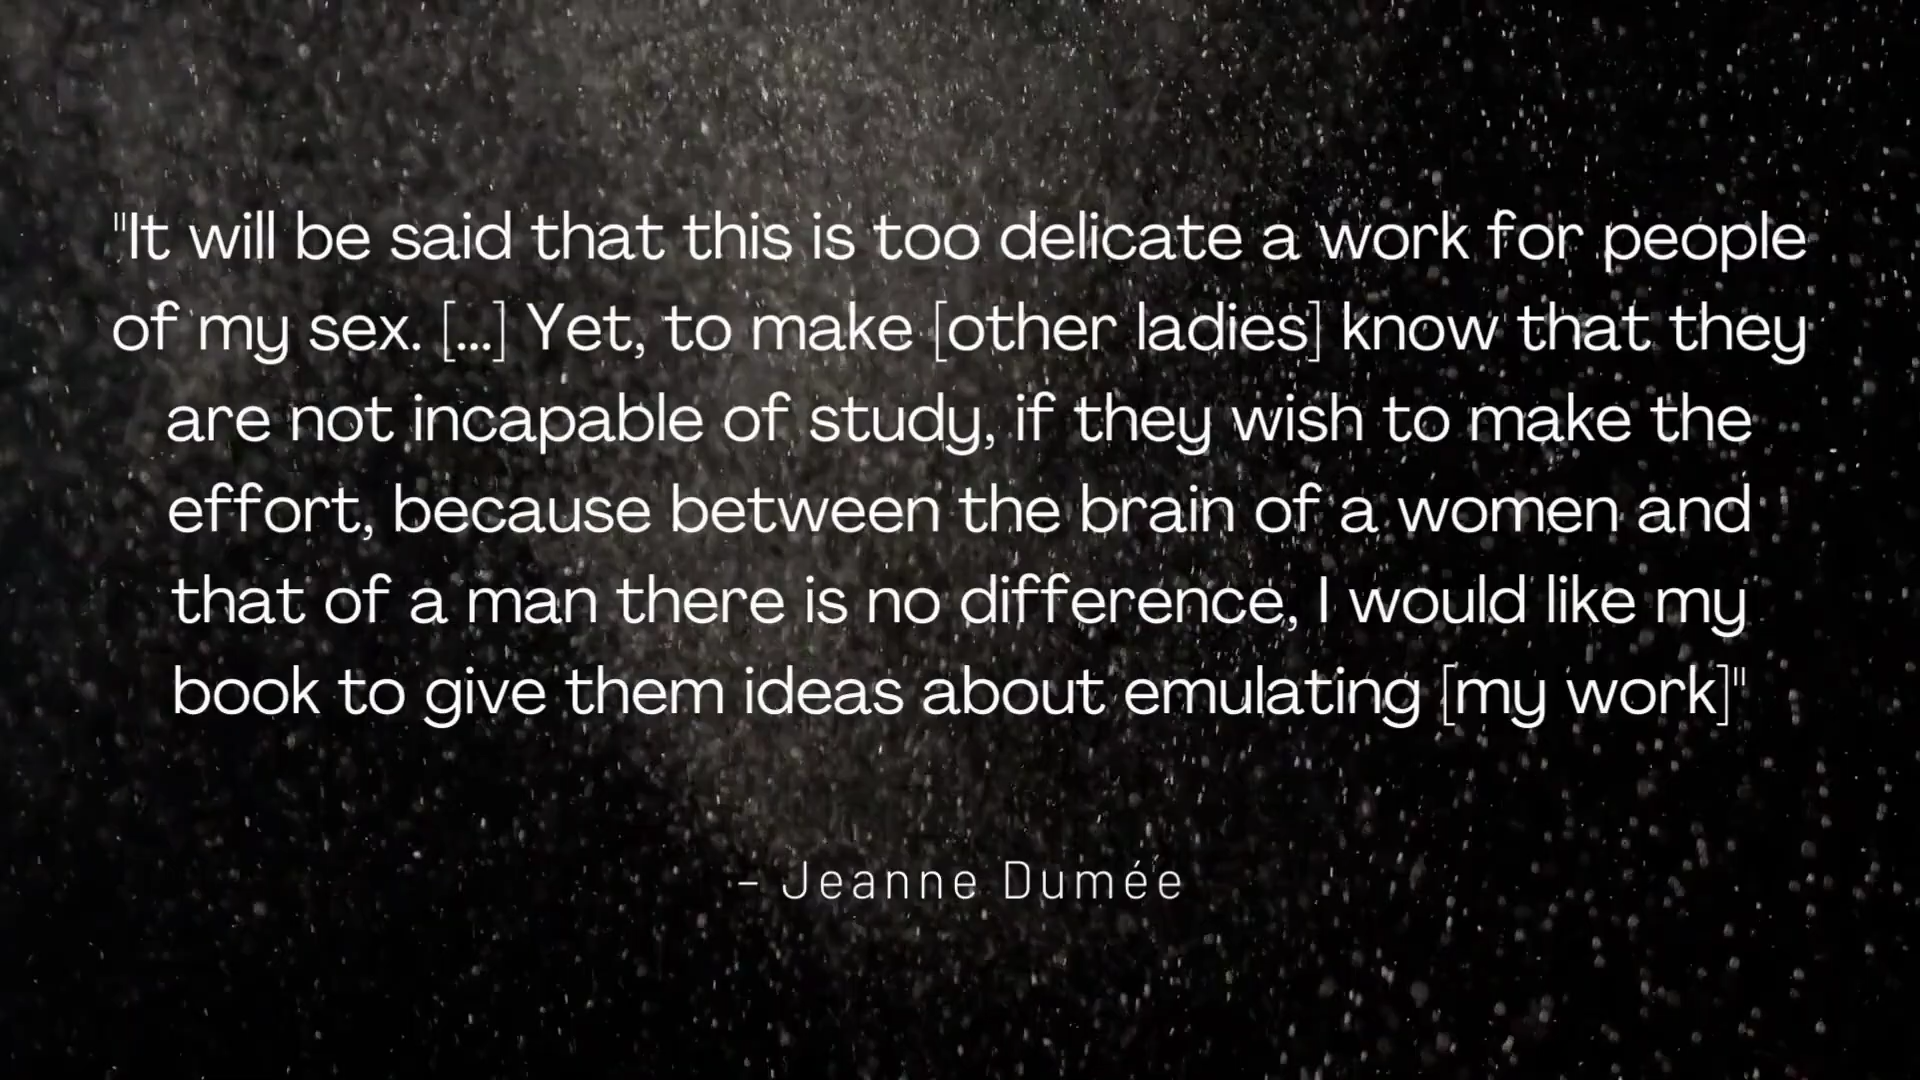 "It will be said that this is too delicate a work for people
of my sex. [...] Yet, to make [other ladies] know that they
are not incapable of study, if they wish to make the
effort, because between the brain of a women and
that of a man there is no difference, I would like my
book to give them ideas about emulating [my work]"
– Jeanne Dumée